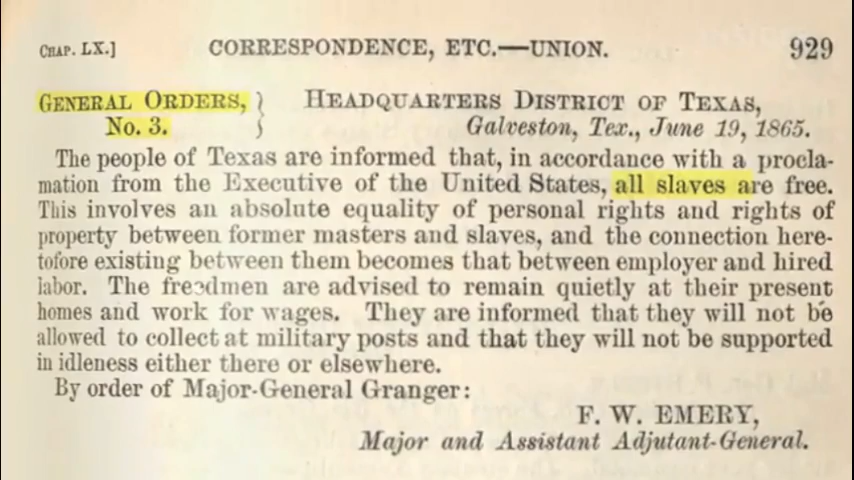 CHAP. LX.] CORRESPONDENCE, ETC.—UNION. 929
GENERAL ORDERS, } HEADQUARTERS DISTRICT OF TEXAS,
No. 3. } Galveston, Tex., June 19, 1865.
The people of Texas are informed that, in accordance with a procla-
mation from the Executive of the United States, all slaves are free.
This involves an absolute equality of personal rights and rights of
property between former masters and slaves, and the connection here-
tofore existing between them becomes that between employer and hired
labor. The freedmen are advised to remain quietly at their present
homes and work for wages. They are informed that they will not be
allowed to collect at military posts and that they will not be supported
in idleness either there or elsewhere.
By order of Major-General Granger:
F. W. EMERY,
Major and Assistant Adjutant-General.